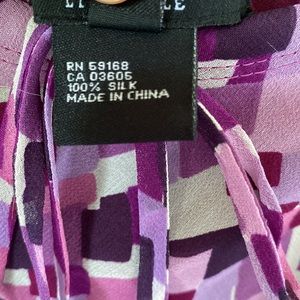 RN 59168
CA 03605
100% SILK
MADE IN CHINA